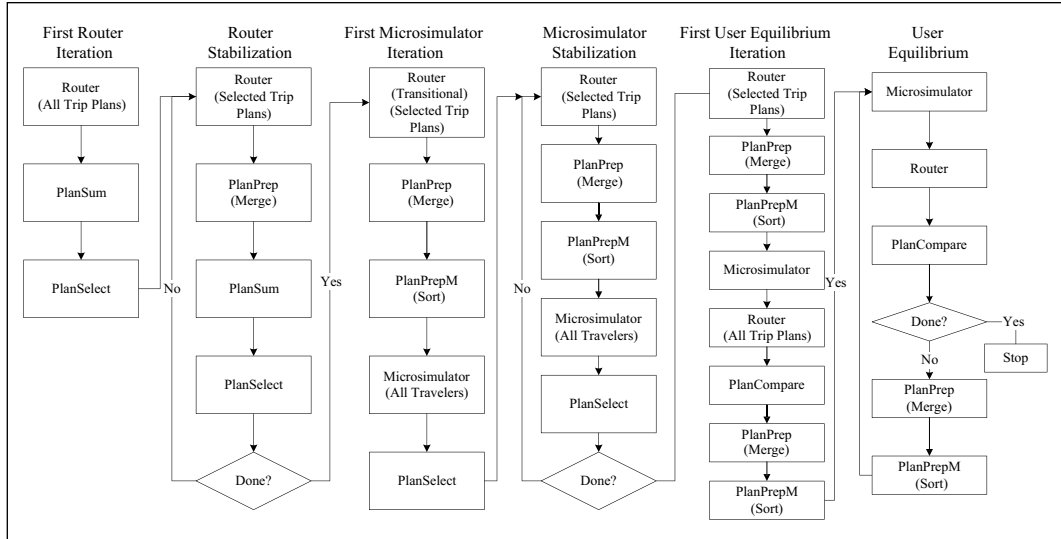 First Router
Iteration
Router
(All Trip Plans)
PlanSum
PlanSelect
Router
Stabilization
Router
(Selected Trip
Plans)
PlanPrep
(Merge)
PlanSum
PlanSelect
Done?
No
Yes
First Microsimulator
Iteration
Router
(Transitional)
(Selected Trip
Plans)
PlanPrep
(Merge)
PlanPrepM
(Sort)
Microsimulator
(All Travelers)
PlanSelect
Microsimulator
Stabilization
Router
(Selected Trip
Plans)
PlanPrep
(Merge)
PlanPrepM
(Sort)
Microsimulator
(All Travelers)
PlanSelect
Done?
No
First User Equilibrium
Iteration
Router
(Selected Trip
Plans)
PlanPrep
(Merge)
PlanPrepM
(Sort)
Microsimulator
Router
(All Trip Plans)
PlanCompare
PlanPrep
(Merge)
PlanPrepM
(Sort)
Yes
User
Equilibrium
Microsimulator
Router
PlanCompare
Done?
Yes
Stop
No
PlanPrep
(Merge)
PlanPrepM
(Sort)